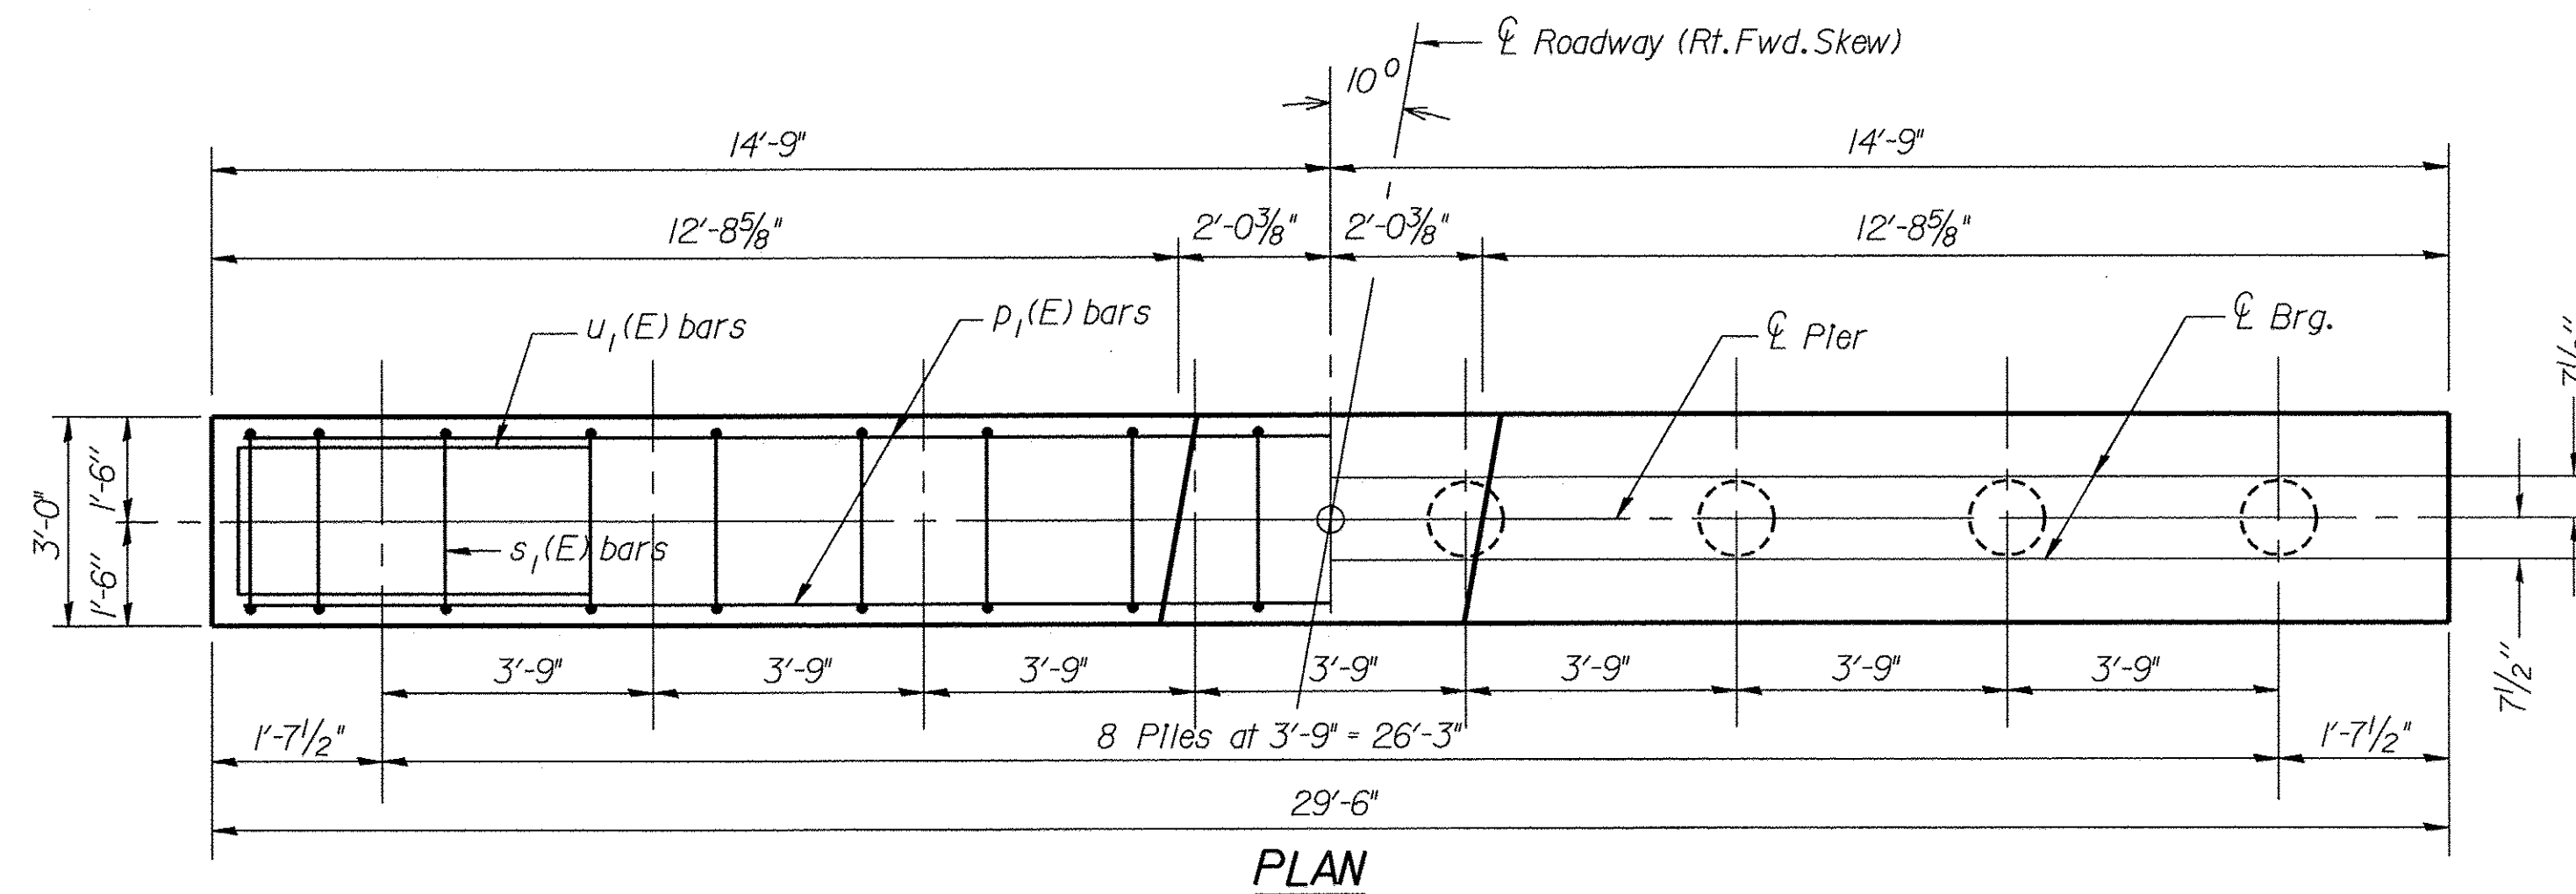 ℄ Roadway (Rt. Fwd. Skew)
10°
14'-9"
14'-9"
12'-8⅝"
2'-0⅜"
2'-0⅜"
12'-8⅝"
u₁(E) bars
p₁(E) bars
℄ Pier
℄ Brg.
7½"
3'-0"
1'-6"
1'-6"
s₁(E) bars
7½"
3'-9"
3'-9"
3'-9"
3'-9"
3'-9"
3'-9"
3'-9"
1'-7½"
8 Piles at 3'-9" = 26'-3"
1'-7½"
29'-6"
PLAN